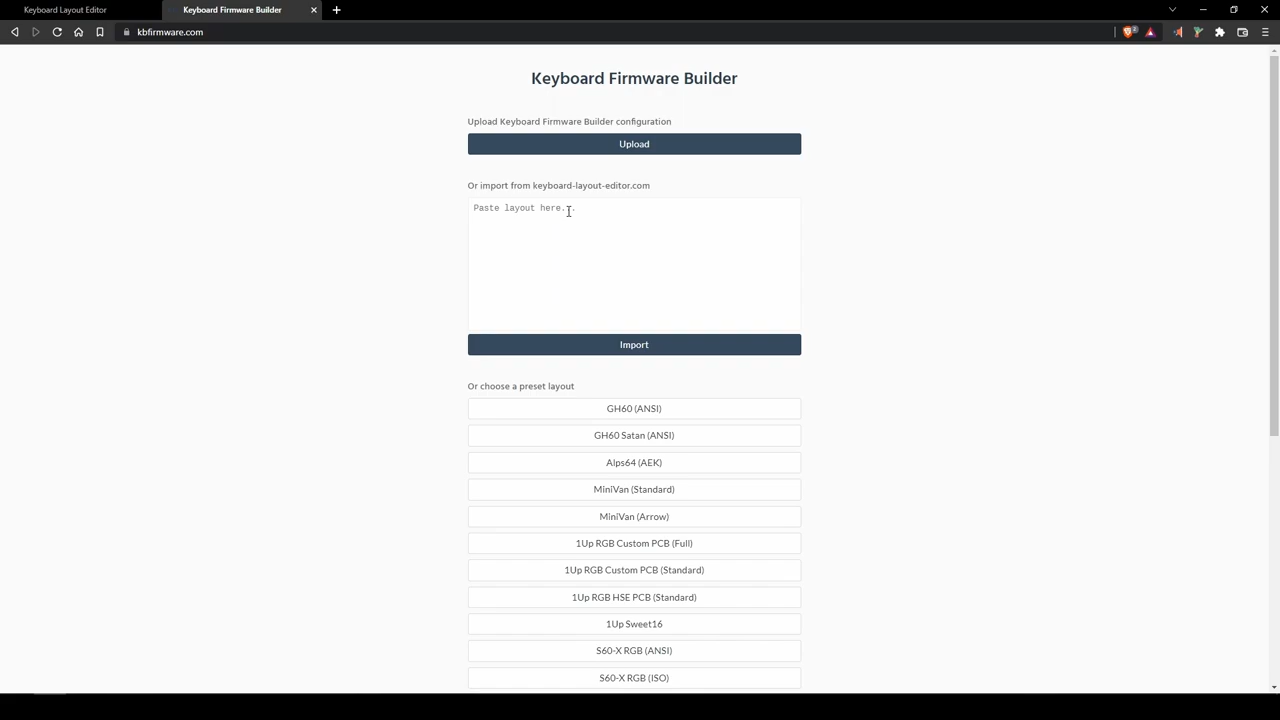 Keyboard Layout Editor
Keyboard Firmware Builder
kbfirmware.com
2
Keyboard Firmware Builder
Upload Keyboard Firmware Builder configuration
Upload
Or import from keyboard-layout-editor.com
Paste layout here...
Import
Or choose a preset layout
GH60 (ANSI)
GH60 Satan (ANSI)
Alps64 (AEK)
MiniVan (Standard)
MiniVan (Arrow)
1Up RGB Custom PCB (Full)
1Up RGB Custom PCB (Standard)
1Up RGB HSE PCB (Standard)
1Up Sweet16
S60-X RGB (ANSI)
S60-X RGB (ISO)